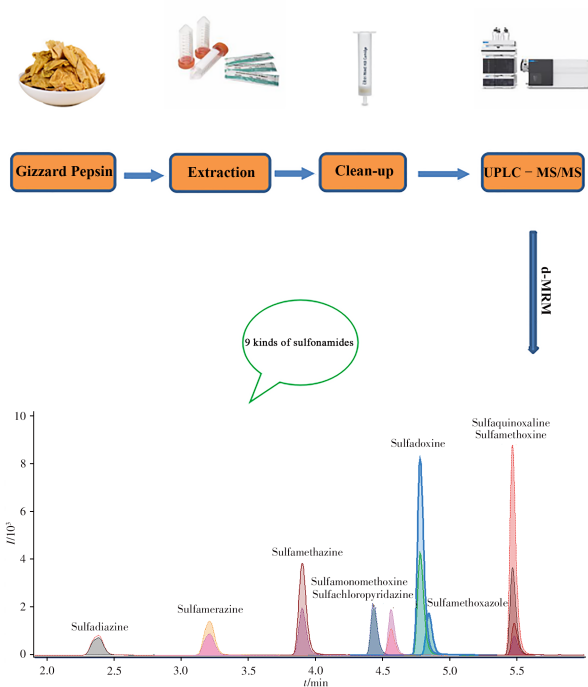 Gizzard Pepsin
Extraction
Clean-up
UPLC − MS/MS
d-MRM
9 kinds of sulfonamides
Sulfaquinoxaline
Sulfamethoxine
Sulfadoxine
Sulfamethazine
Sulfamonomethoxine
Sulfachloropyridazine
Sulfamethoxazole
Sulfamerazine
Sulfadiazine
I/10³
10
8
6
4
2
0
2.0 2.5 3.0 3.5 4.0 4.5 5.0 5.5
t/min